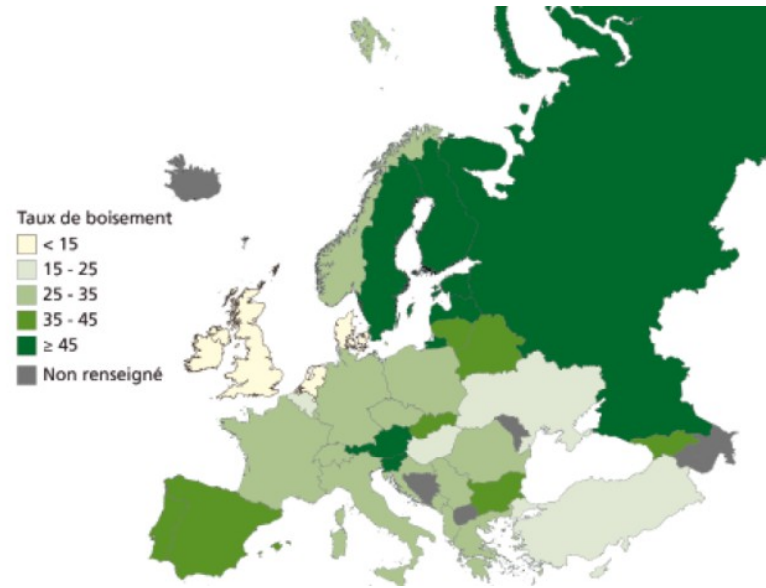 Taux de boisement
< 15
15 - 25
25 - 35
35 - 45
≥ 45
Non renseigné